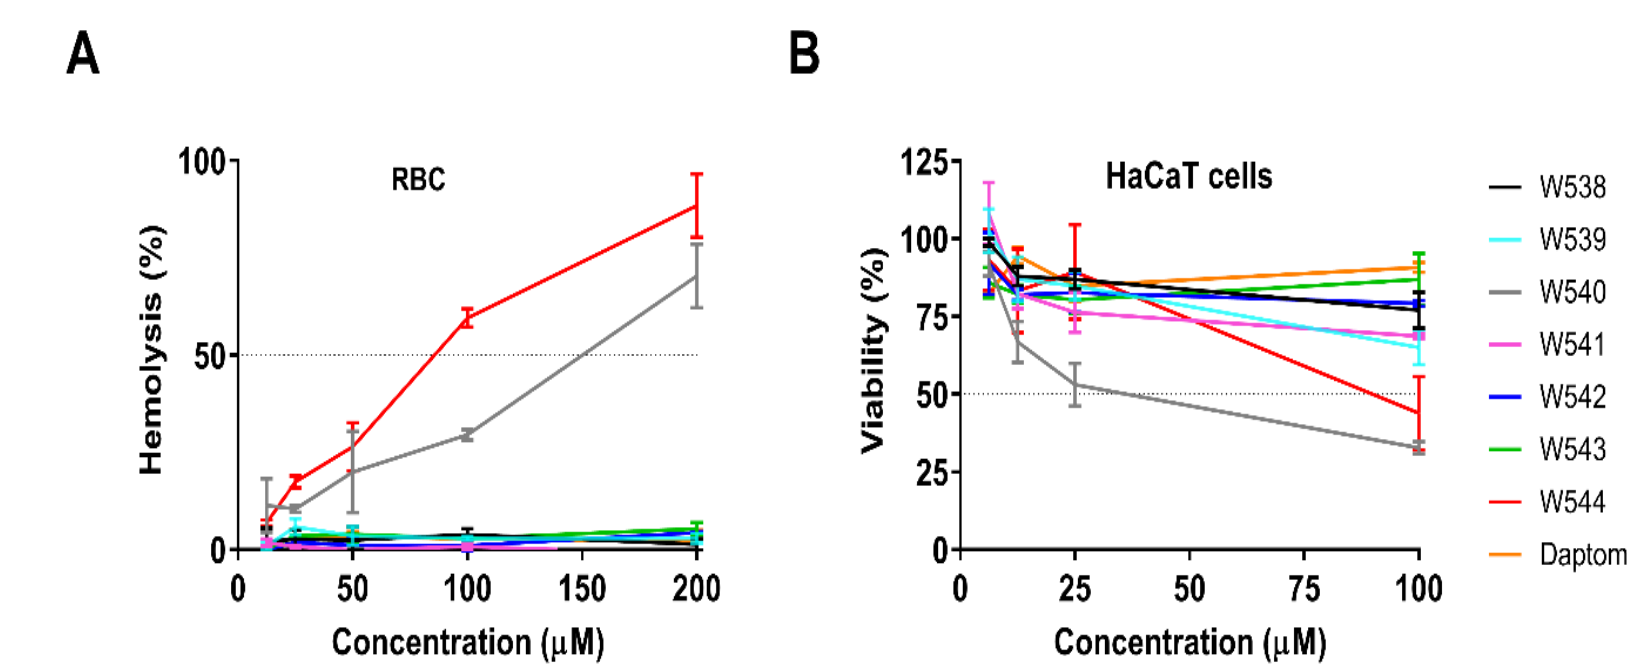 A
B
RBC
HaCaT cells
Hemolysis (%)
100
50
0
0 50 100 150 200
Concentration (μM)
Viability (%)
125
100
75
50
25
0
0 25 50 75 100
Concentration (μM)
W538
W539
W540
W541
W542
W543
W544
Daptom